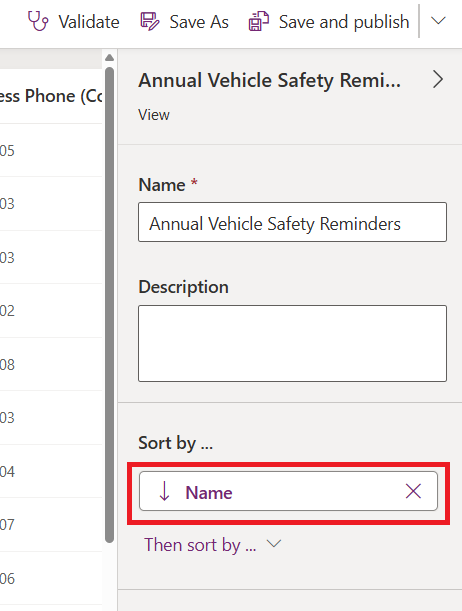 Validate Save As Save and publish
ess Phone (Co
Annual Vehicle Safety Remi...
View
05
03
03
02
08
03
04
07
06
Name *
Annual Vehicle Safety Reminders
Description
Sort by ...
Name
Then sort by ...